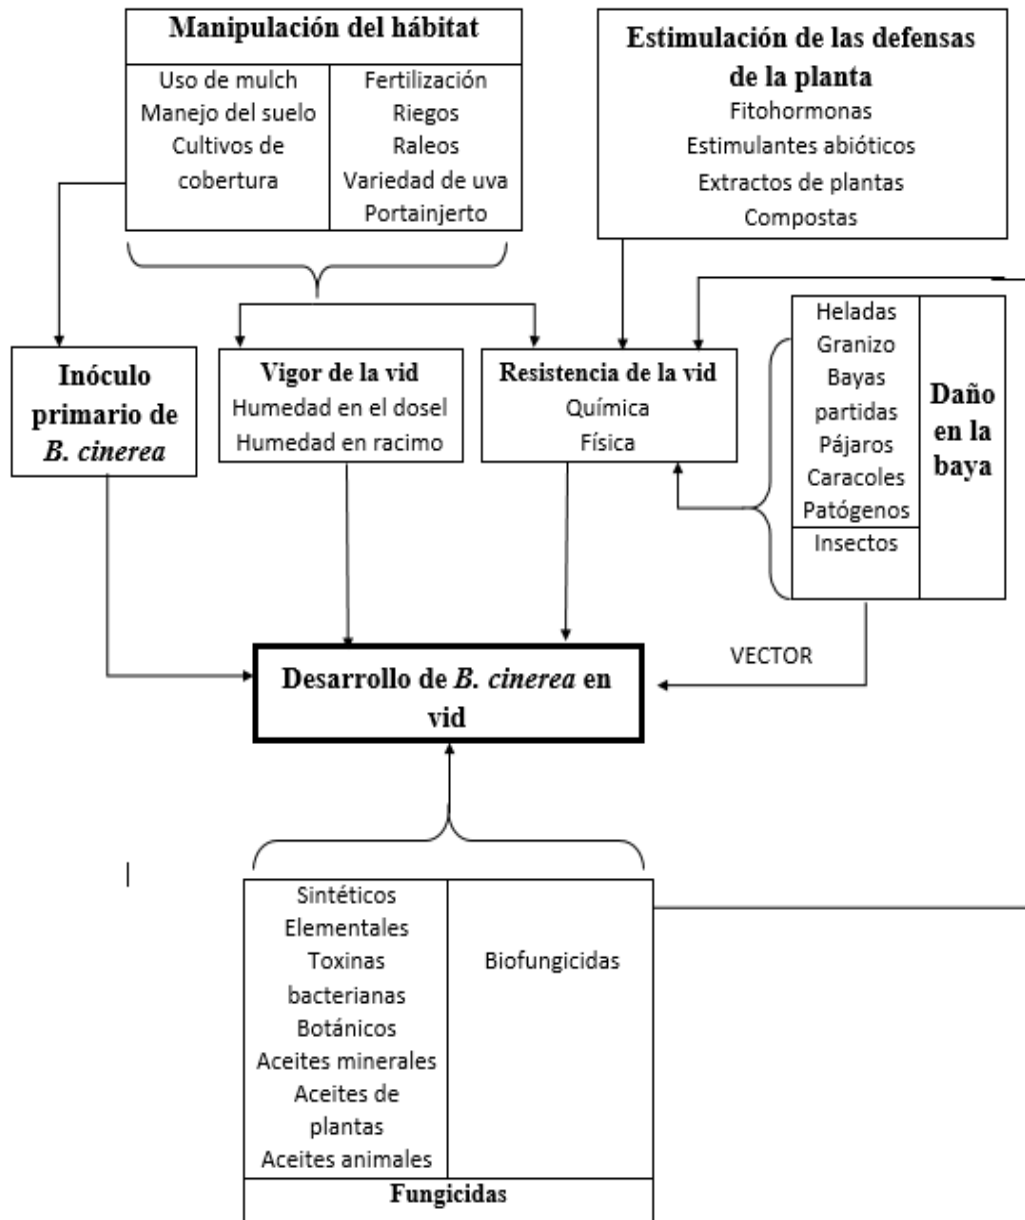 Manipulación del hábitat
Uso de mulch
Manejo del suelo
Cultivos de
cobertura
Fertilización
Riegos
Raleos
Variedad de uva
Portainjerto
Estimulación de las defensas
de la planta
Fitohormonas
Estimulantes abióticos
Extractos de plantas
Compostas
Inóculo
primario de
B. cinerea
Vigor de la vid
Humedad en el dosel
Humedad en racimo
Resistencia de la vid
Química
Física
Heladas
Granizo
Bayas
partidas
Pájaros
Caracoles
Patógenos
Insectos
Daño
en la
baya
VECTOR
Desarrollo de B. cinerea en
vid
Sintéticos
Elementales
Toxinas
bacterianas
Botánicos
Aceites minerales
Aceites de
plantas
Aceites animales
Biofungicidas
Fungicidas